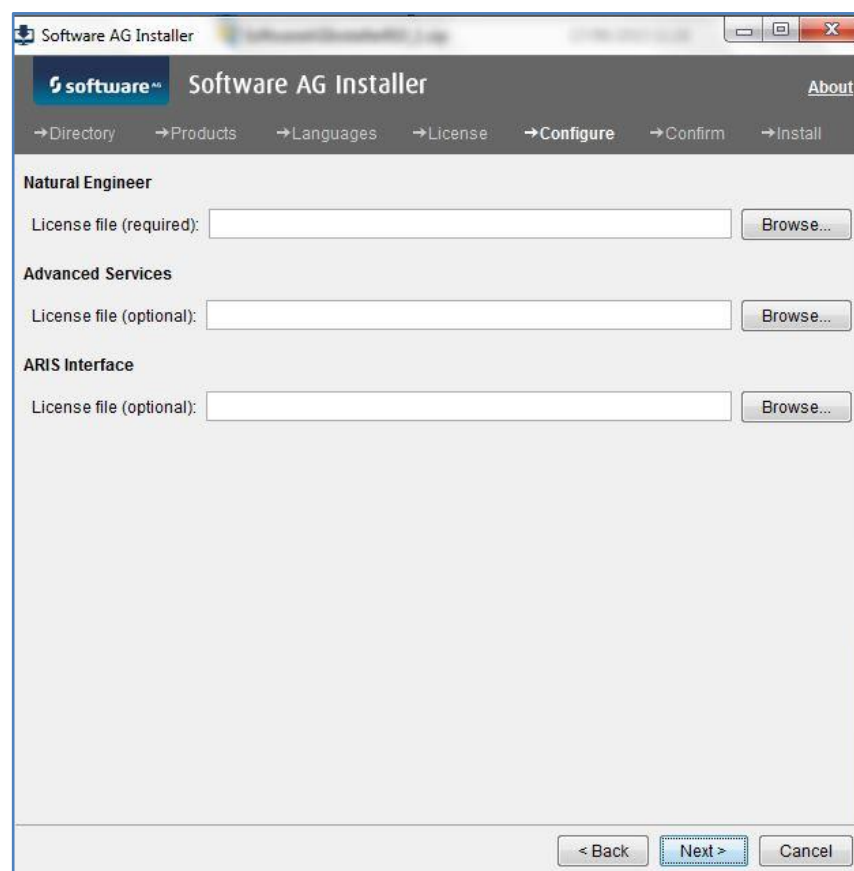 Software AG Installer
software AG Software AG Installer About
→Directory →Products →Languages →License →Configure →Confirm →Install
Natural Engineer
License file (required): Browse...
Advanced Services
License file (optional): Browse...
ARIS Interface
License file (optional): Browse...
< Back Next > Cancel